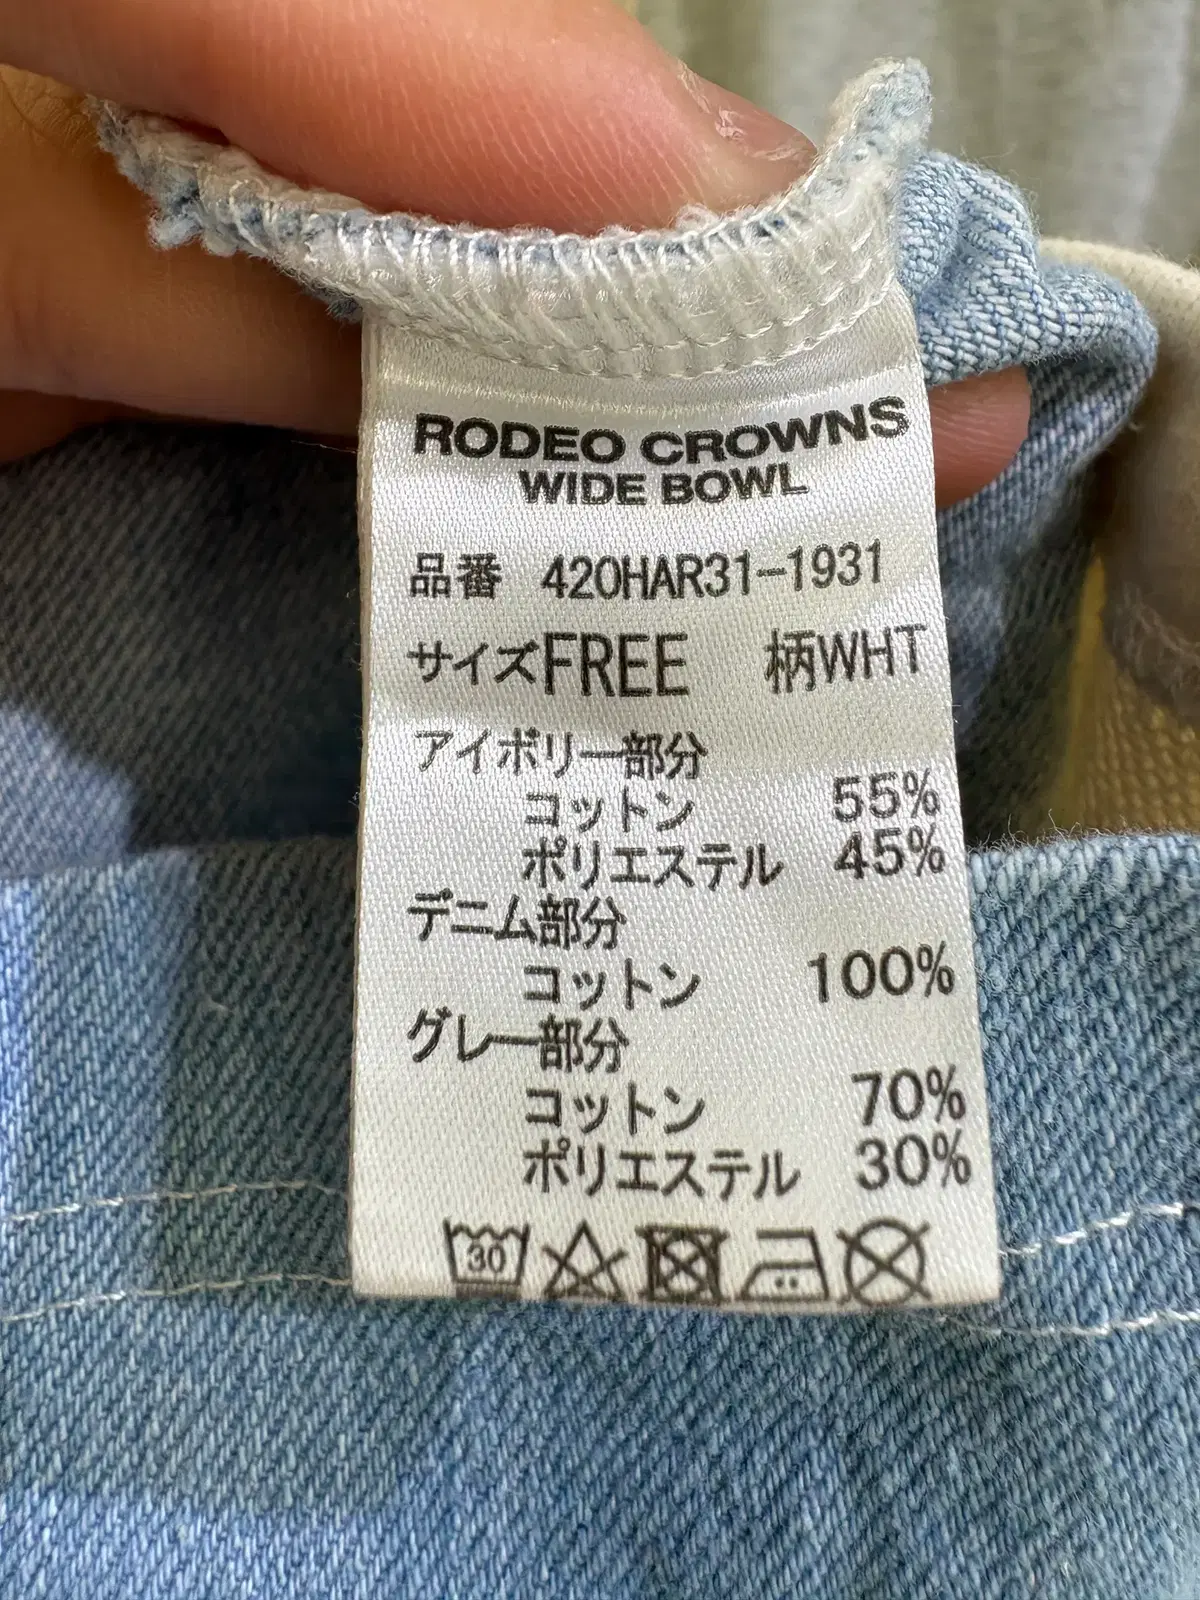 RODEO CROWNS
WIDE BOWL
品番 420HAR31-1931
サイズFREE 柄WHT
アイボリー部分
コットン 55%
ポリエステル 45%
デニム部分
コットン 100%
グレー部分
コットン 70%
ポリエステル 30%
30